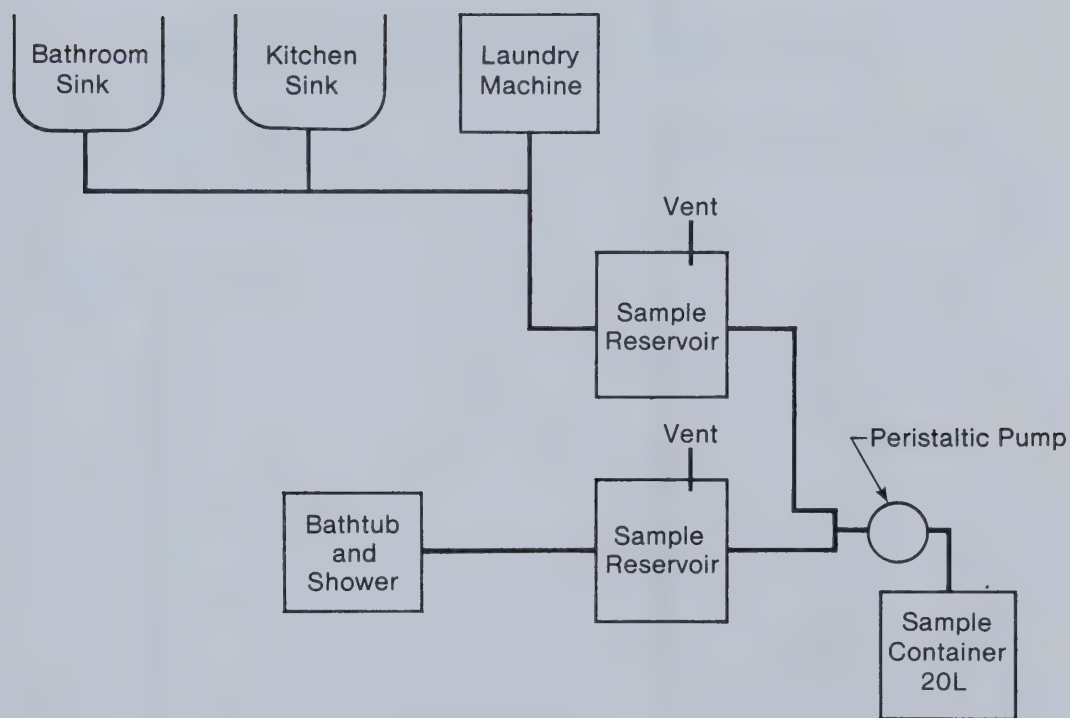 Bathroom
Sink
Kitchen
Sink
Laundry
Machine
Vent
Sample
Reservoir
Vent
Peristaltic Pump
Bathtub
and
Shower
Sample
Reservoir
Sample
Container
20L